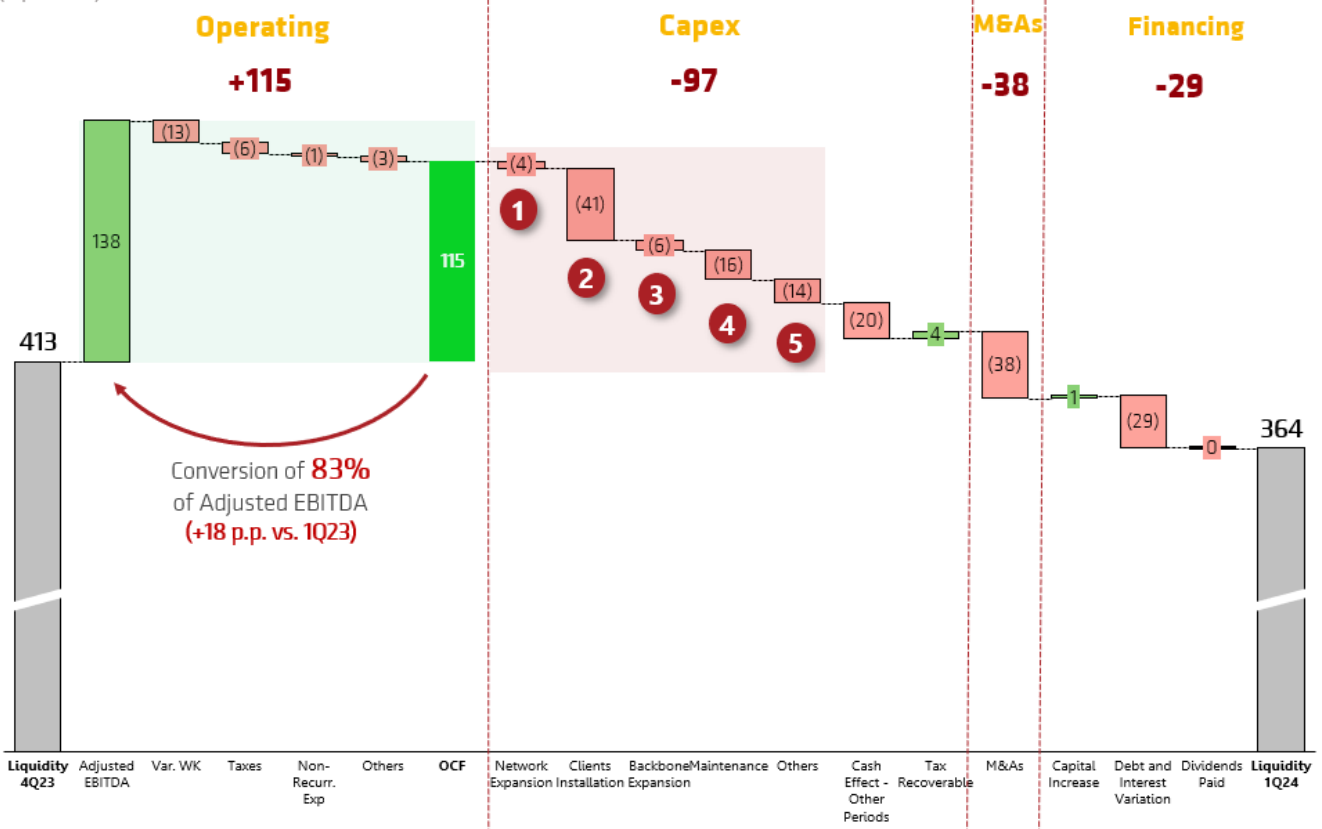 Operating
Capex
M&As
Financing
+115
-97
-38
-29
(13)
(6)
(1)
(3)
(4)
138
115
(41)
(6)
(16)
(14)
(20)
4
(38)
1
(29)
0
1
2
3
4
5
413
364
Conversion of 83%
of Adjusted EBITDA
(+18 p.p. vs. 1Q23)
Liquidity
4Q23
Adjusted
EBITDA
Var. WK
Taxes
Non-
Recurr.
Exp
Others
OCF
Network
Expansion
Clients
Installation
Backbone
Expansion
Maintenance
Others
Cash
Effect -
Other
Periods
Tax
Recoverable
M&As
Capital
Increase
Debt and
Interest
Variation
Dividends
Paid
Liquidity
1Q24